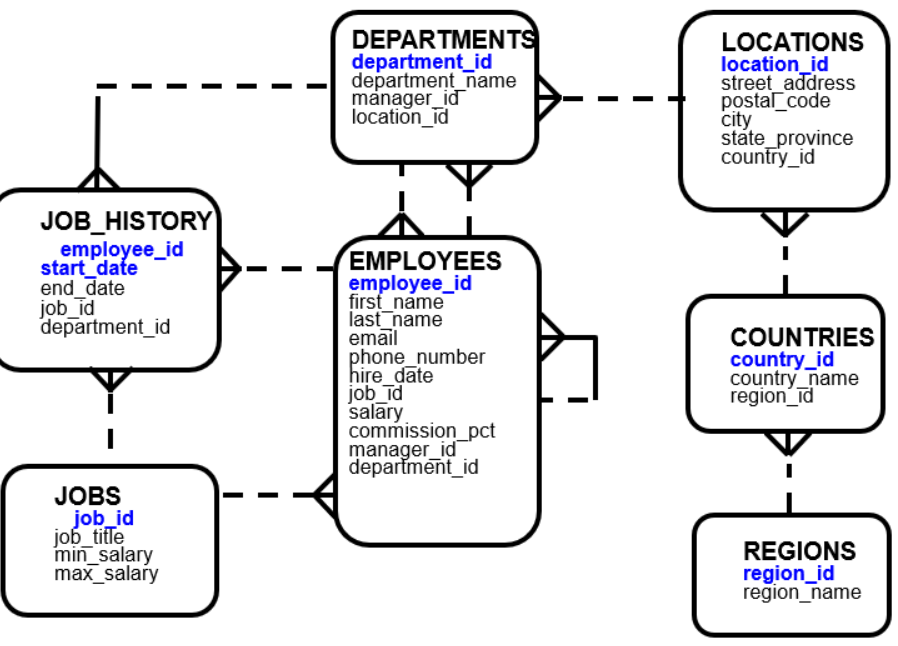 DEPARTMENTS
department_id
department_name
manager_id
location_id
LOCATIONS
location_id
street_address
postal_code
city
state_province
country_id
JOB_HISTORY
employee_id
start_date
end_date
job_id
department_id
EMPLOYEES
employee_id
first_name
last_name
email
phone_number
hire_date
job_id
salary
commission_pct
manager_id
department_id
COUNTRIES
country_id
country_name
region_id
JOBS
job_id
job_title
min_salary
max_salary
REGIONS
region_id
region_name